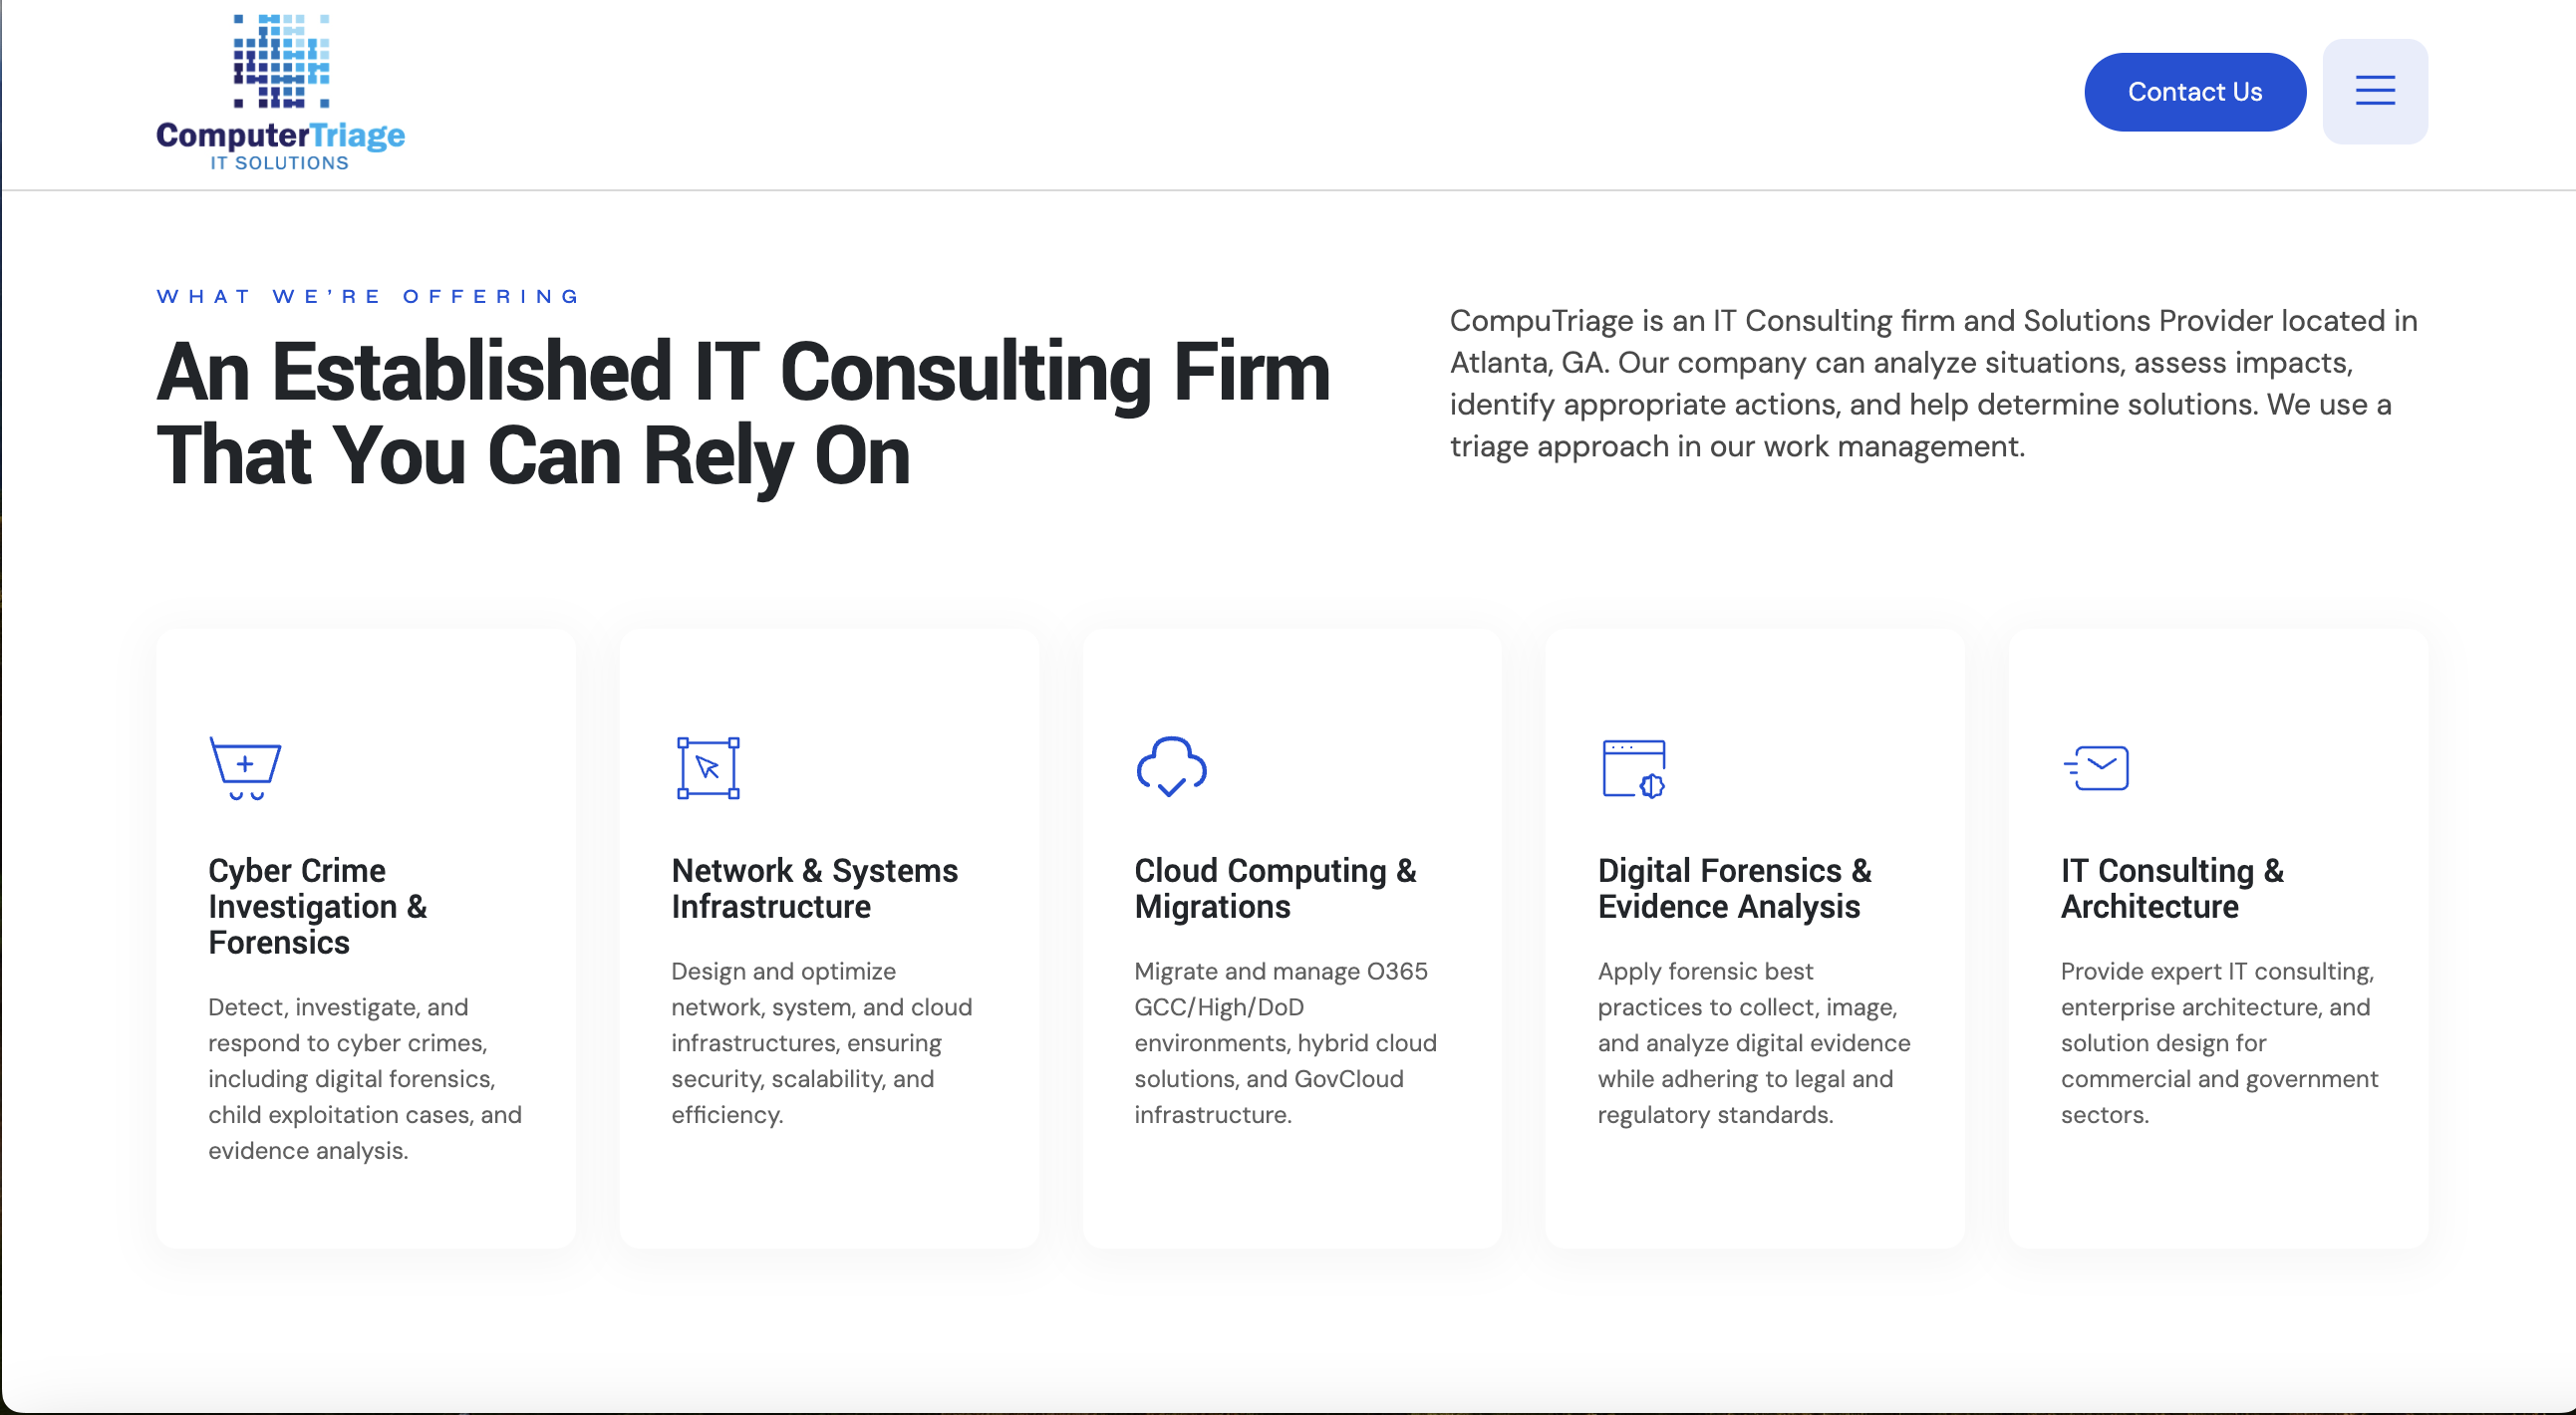 ComputerTriage
IT SOLUTIONS
Contact Us
WHAT WE'RE OFFERING
An Established IT Consulting Firm
That You Can Rely On
CompuTriage is an IT Consulting firm and Solutions Provider located in
Atlanta, GA. Our company can analyze situations, assess impacts,
identify appropriate actions, and help determine solutions. We use a
triage approach in our work management.
Cyber Crime
Investigation &
Forensics
Detect, investigate, and
respond to cyber crimes,
including digital forensics,
child exploitation cases, and
evidence analysis.
Network & Systems
Infrastructure
Design and optimize
network, system, and cloud
infrastructures, ensuring
security, scalability, and
efficiency.
Cloud Computing &
Migrations
Migrate and manage O365
GCC/High/DoD
environments, hybrid cloud
solutions, and GovCloud
infrastructure.
Digital Forensics &
Evidence Analysis
Apply forensic best
practices to collect, image,
and analyze digital evidence
while adhering to legal and
regulatory standards.
IT Consulting &
Architecture
Provide expert IT consulting,
enterprise architecture, and
solution design for
commercial and government
sectors.